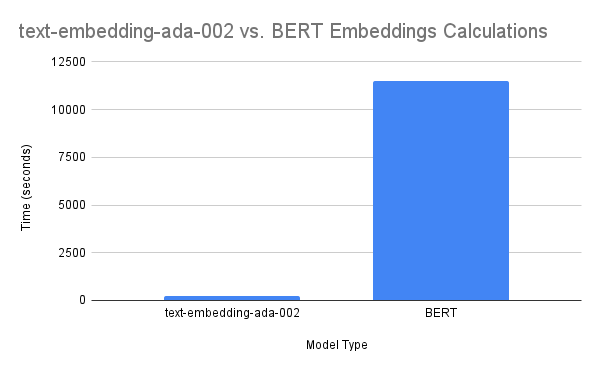 text-embedding-ada-002 vs. BERT Embeddings Calculations
12500
10000
7500
5000
2500
0
Time (seconds)
text-embedding-ada-002 BERT
Model Type